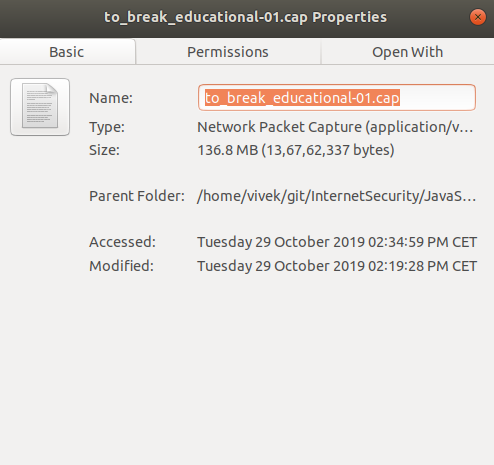 to_break_educational-01.cap Properties
Basic Permissions Open With
Name: to_break_educational-01.cap
Type: Network Packet Capture (application/v...
Size: 136.8 MB (13,67,62,337 bytes)
Parent Folder: /home/vivek/git/InternetSecurity/JavaS...
Accessed: Tuesday 29 October 2019 02:34:59 PM CET
Modified: Tuesday 29 October 2019 02:19:28 PM CET